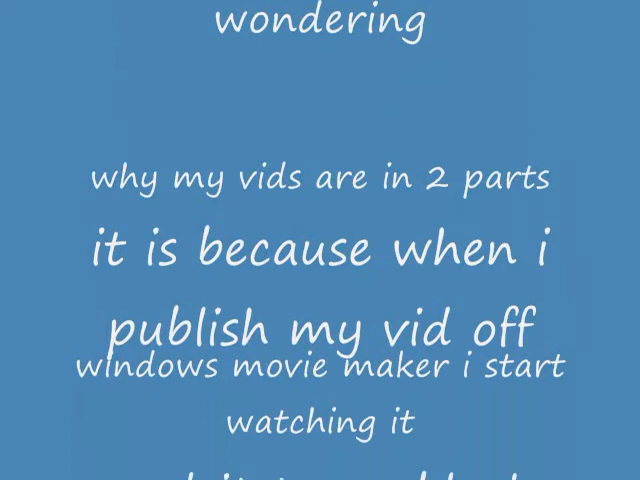 wondering
why my vids are in 2 parts
it is because when i
publish my vid off
windows movie maker i start
watching it